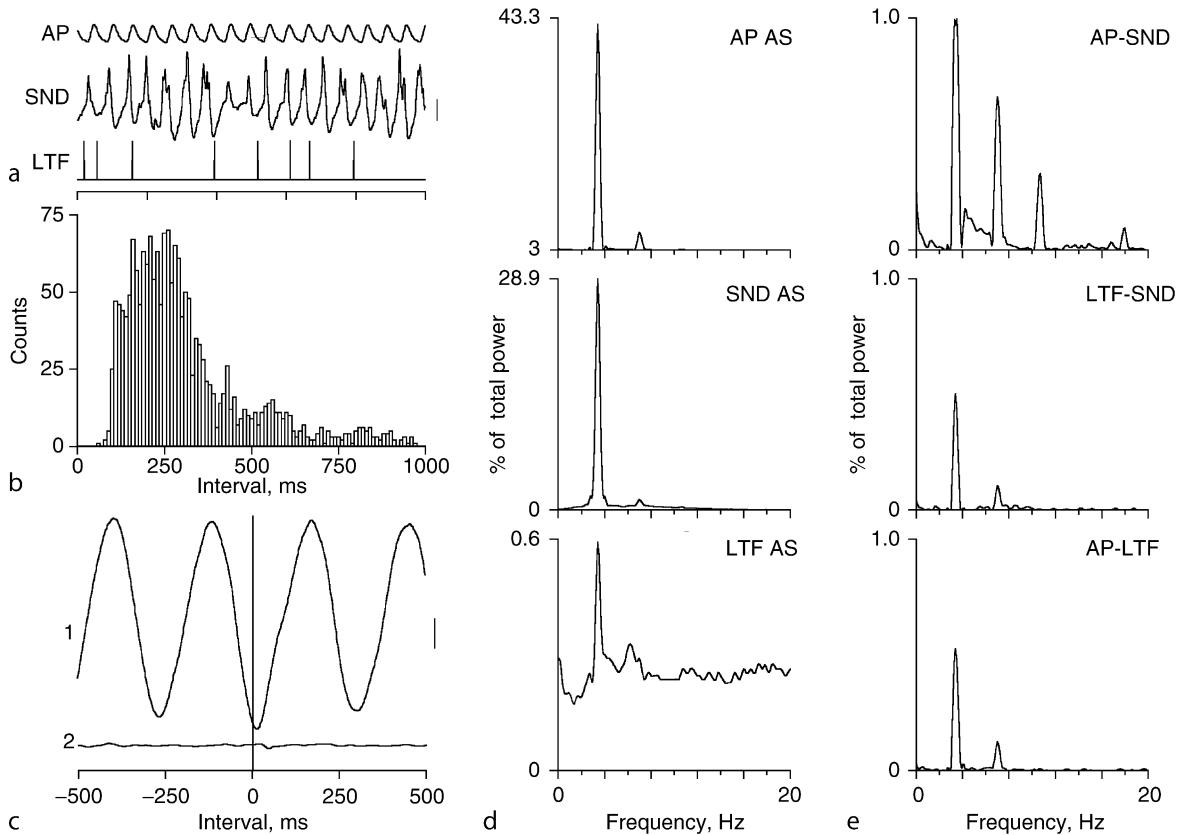 AP
SND
LTF
a
75
50
25
0
Counts
0 250 500 750 1000
Interval, ms
b
1
2
−500 −250 0 250 500
Interval, ms
c
43.3
AP AS
3
28.9
SND AS
% of total power
0
0.6
LTF AS
0
0 20
Frequency, Hz
d
1.0
AP-SND
0
1.0
LTF-SND
% of total power
0.5
0
1.0
AP-LTF
0
0 20
Frequency, Hz
e